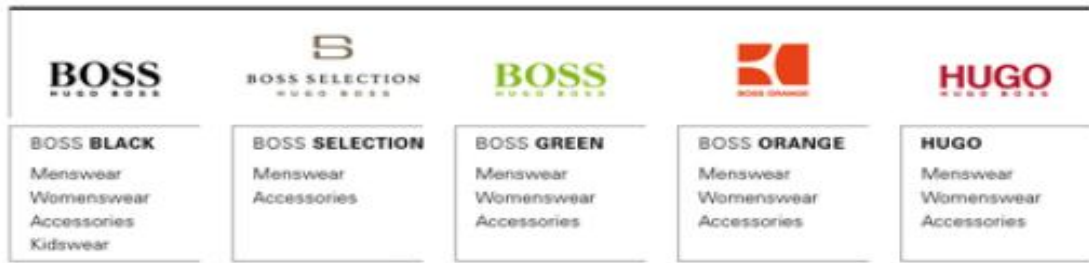 BOSS
HUGO BOSS
BOSS SELECTION
HUGO BOSS
BOSS
HUGO BOSS
BOSS ORANGE
HUGO
HUGO BOSS
BOSS BLACK
Menswear
Womenswear
Accessories
Kidswear
BOSS SELECTION
Menswear
Accessories
BOSS GREEN
Menswear
Womenswear
Accessories
BOSS ORANGE
Menswear
Womenswear
Accessories
HUGO
Menswear
Womenswear
Accessories